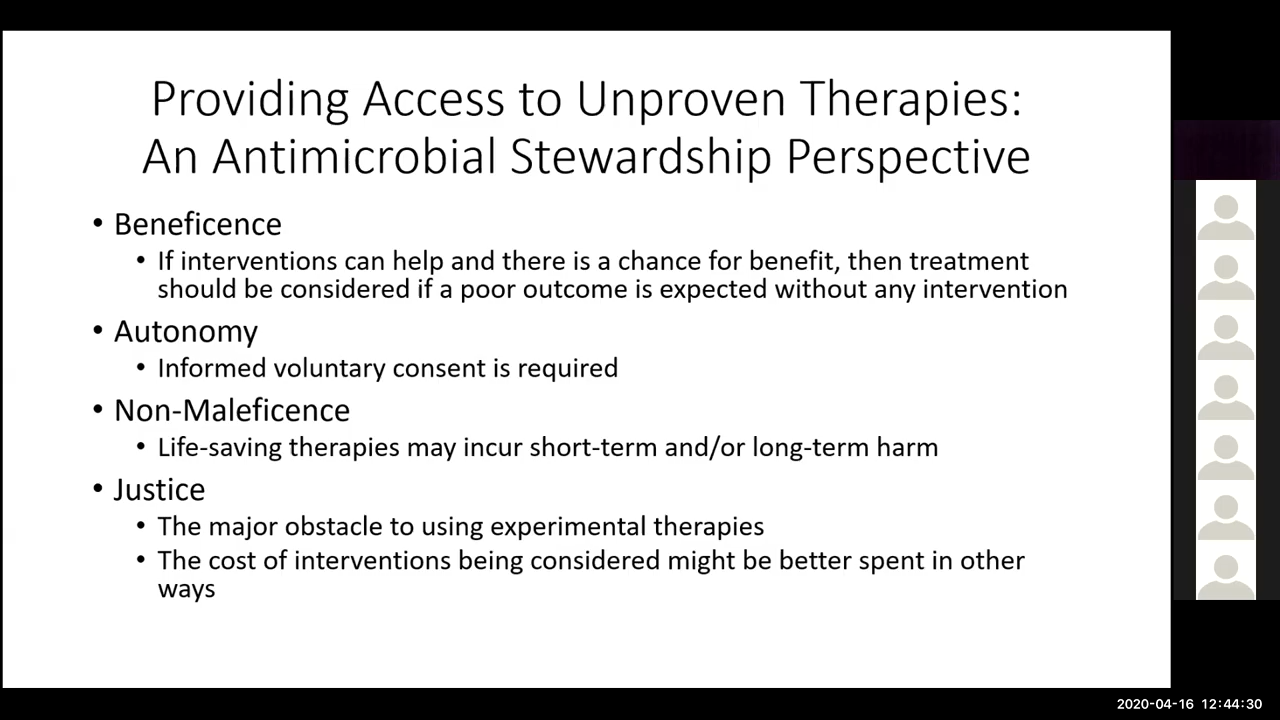 Providing Access to Unproven Therapies:
An Antimicrobial Stewardship Perspective
• Beneficence
• If interventions can help and there is a chance for benefit, then treatment
should be considered if a poor outcome is expected without any intervention
• Autonomy
• Informed voluntary consent is required
• Non-Maleficence
• Life-saving therapies may incur short-term and/or long-term harm
• Justice
• The major obstacle to using experimental therapies
• The cost of interventions being considered might be better spent in other
ways
2020-04-16 12:44:30